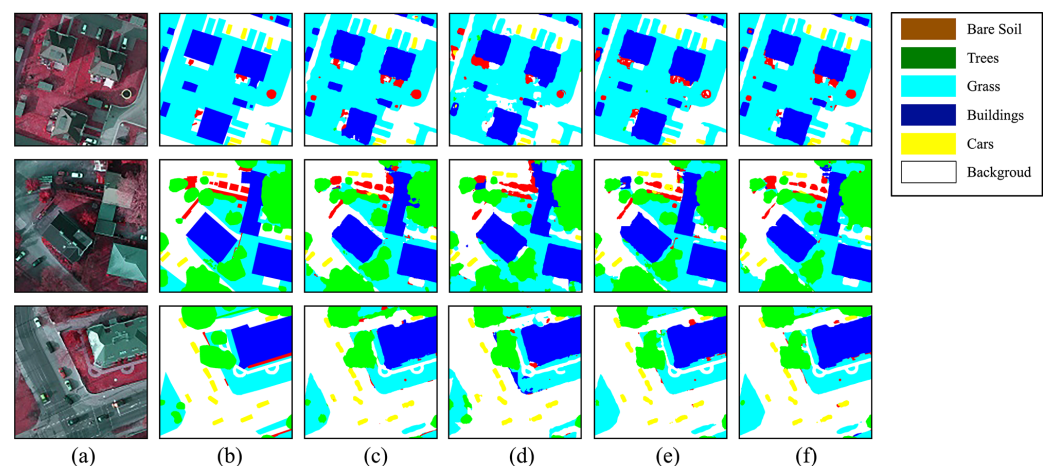 Bare Soil
Trees
Grass
Buildings
Cars
Backgroud
(a) (b) (c) (d) (e) (f)